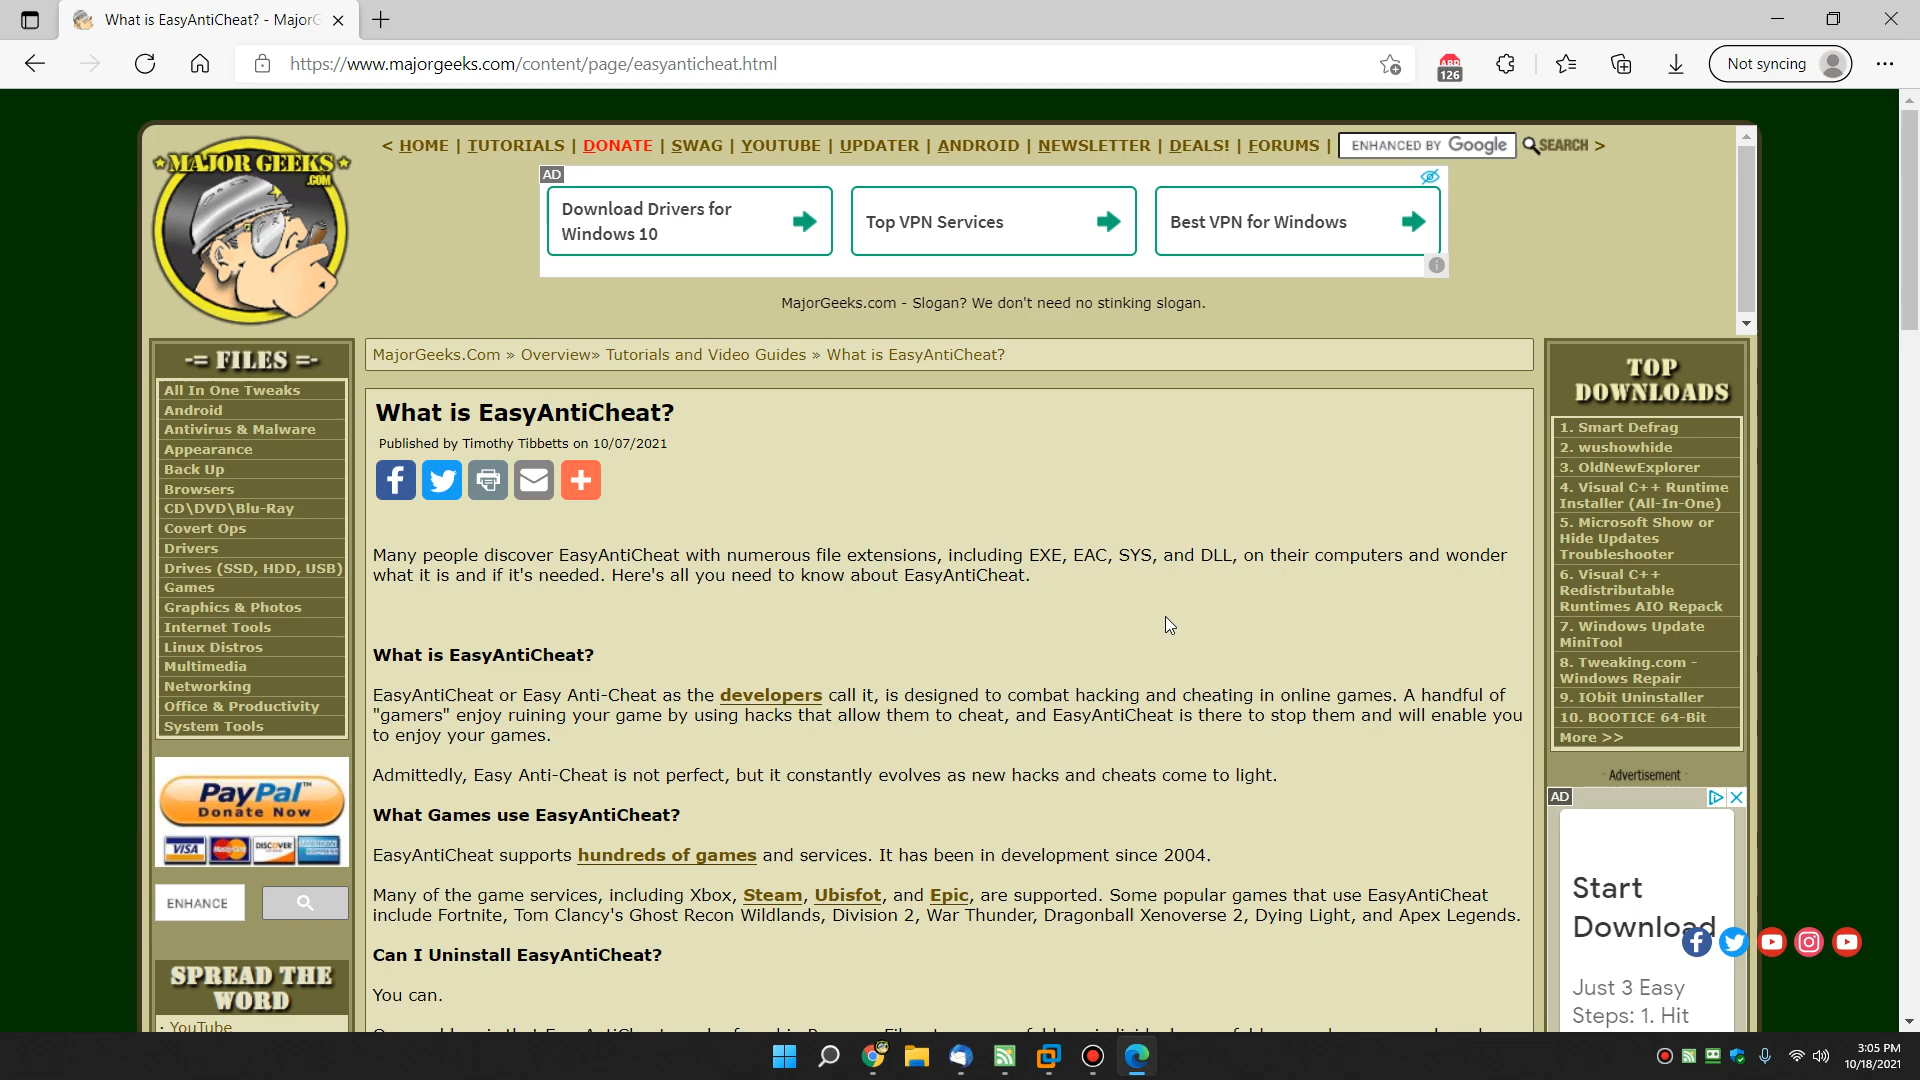 What is EasyAntiCheat? - MajorG
https://www.majorgeeks.com/content/page/easyanticheat.html
ABP
126
Not syncing
MAJOR GEEKS
.COM
< HOME | TUTORIALS | DONATE | SWAG | YOUTUBE | UPDATER | ANDROID | NEWSLETTER | DEALS! | FORUMS | ENHANCED BY Google SEARCH >
AD
Download Drivers for
Windows 10
Top VPN Services
Best VPN for Windows
MajorGeeks.com - Slogan? We don't need no stinking slogan.
-= FILES =-
All In One Tweaks
Android
Antivirus & Malware
Appearance
Back Up
Browsers
CD\DVD\Blu-Ray
Covert Ops
Drivers
Drives (SSD, HDD, USB)
Games
Graphics & Photos
Internet Tools
Linux Distros
Multimedia
Networking
Office & Productivity
System Tools
PayPal™
Donate Now
VISA MasterCard DISCOVER AMERICAN EXPRESS
ENHANCE
SPREAD THE
WORD
· YouTube
MajorGeeks.Com » Overview» Tutorials and Video Guides » What is EasyAntiCheat?
What is EasyAntiCheat?
Published by Timothy Tibbetts on 10/07/2021
Many people discover EasyAntiCheat with numerous file extensions, including EXE, EAC, SYS, and DLL, on their computers and wonder
what it is and if it's needed. Here's all you need to know about EasyAntiCheat.
What is EasyAntiCheat?
EasyAntiCheat or Easy Anti-Cheat as the developers call it, is designed to combat hacking and cheating in online games. A handful of
"gamers" enjoy ruining your game by using hacks that allow them to cheat, and EasyAntiCheat is there to stop them and will enable you
to enjoy your games.
Admittedly, Easy Anti-Cheat is not perfect, but it constantly evolves as new hacks and cheats come to light.
What Games use EasyAntiCheat?
EasyAntiCheat supports hundreds of games and services. It has been in development since 2004.
Many of the game services, including Xbox, Steam, Ubisfot, and Epic, are supported. Some popular games that use EasyAntiCheat
include Fortnite, Tom Clancy's Ghost Recon Wildlands, Division 2, War Thunder, Dragonball Xenoverse 2, Dying Light, and Apex Legends.
Can I Uninstall EasyAntiCheat?
You can.
TOP
DOWNLOADS
1. Smart Defrag
2. wushowhide
3. OldNewExplorer
4. Visual C++ Runtime
Installer (All-In-One)
5. Microsoft Show or
Hide Updates
Troubleshooter
6. Visual C++
Redistributable
Runtimes AIO Repack
7. Windows Update
MiniTool
8. Tweaking.com -
Windows Repair
9. IObit Uninstaller
10. BOOTICE 64-Bit
More >>
- Advertisement -
AD
Start
Download
Just 3 Easy
Steps: 1. Hit
3:05 PM
10/18/2021